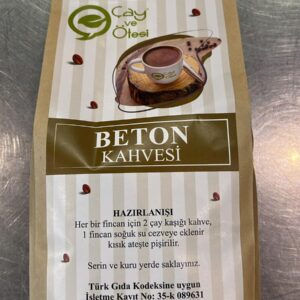 Çay
ve
Ötesi
BETON
KAHVESİ
HAZIRLANIŞI
Her bir fincan için 2 çay kaşığı kahve,
1 fincan soğuk su cezveye eklenir
kısık ateşte pişirilir.
Serin ve kuru yerde saklayınız.
Türk Gıda Kodeksine uygun
İşletme Kayıt No: 35-k 089631